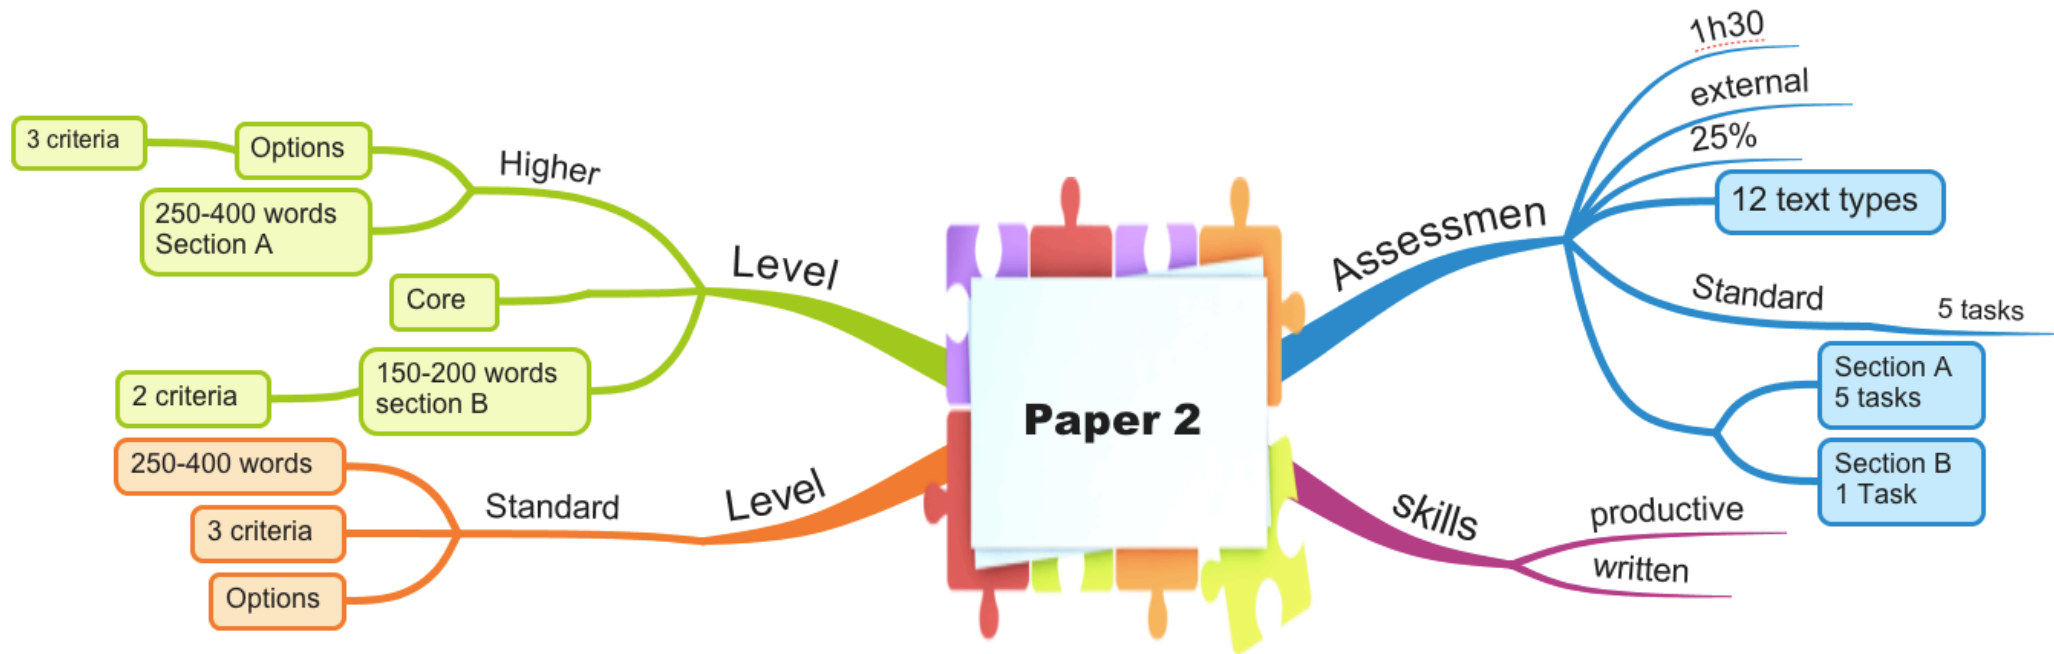 Paper 2
Assessmen
1h30
external
25%
12 text types
Standard
5 tasks
Section A
5 tasks
Section B
1 Task
skills
productive
written
Level
Higher
Options
3 criteria
250-400 words
Section A
Core
150-200 words
section B
2 criteria
Level
Standard
250-400 words
3 criteria
Options